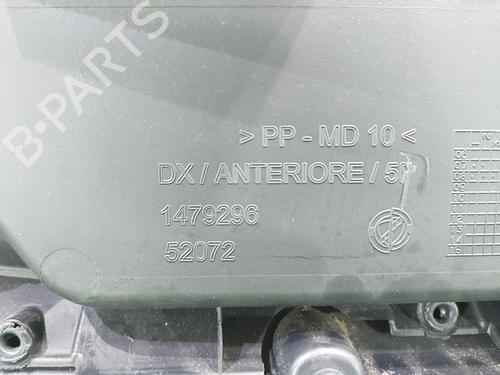 B-PARTS
> PP - MD 10 <
DX / ANTERIORE / 5P
1479296
52072